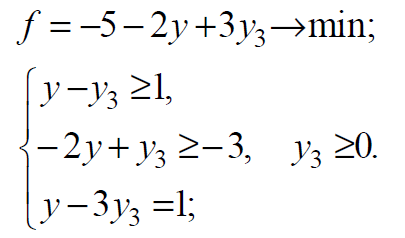 f = −5 − 2y + 3y₃ → min;
y − y₃ ≥ 1,
− 2y + y₃ ≥ −3, y₃ ≥ 0.
y − 3y₃ = 1;